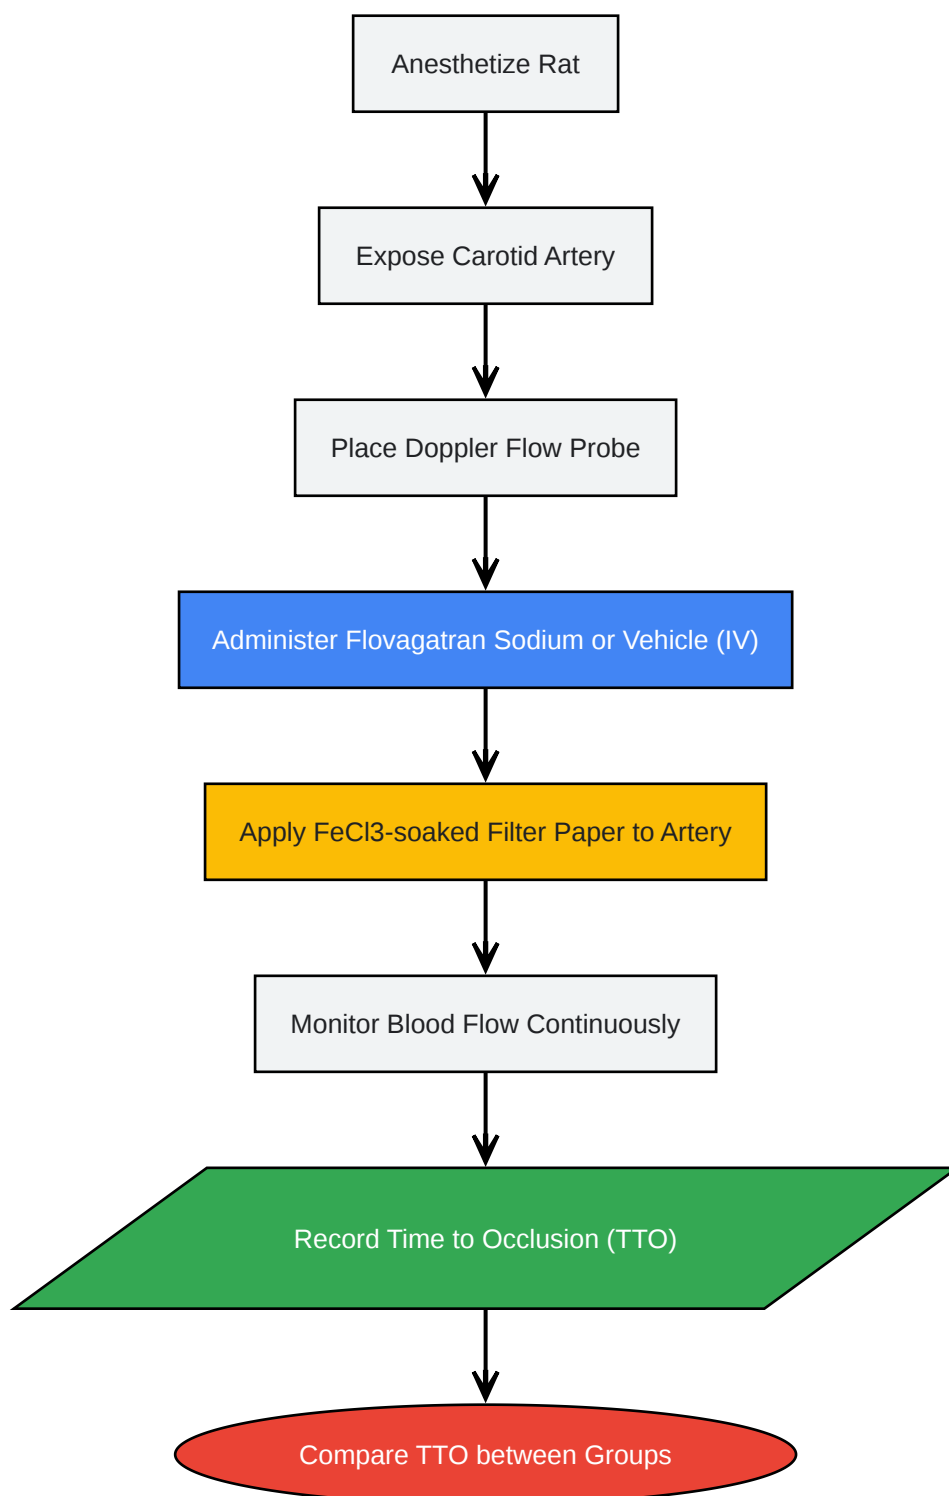 Anesthetize Rat
Expose Carotid Artery
Place Doppler Flow Probe
Administer Flovagatran Sodium or Vehicle (IV)
Apply FeCl3-soaked Filter Paper to Artery
Monitor Blood Flow Continuously
Record Time to Occlusion (TTO)
Compare TTO between Groups